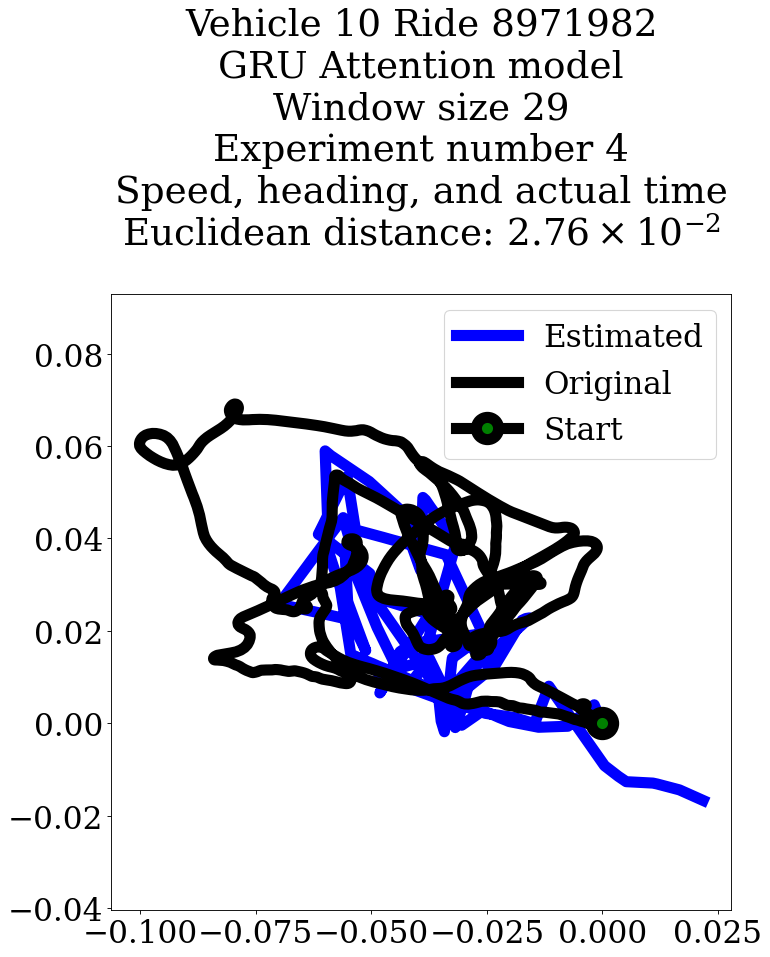 Vehicle 10 Ride 8971982
GRU Attention model
Window size 29
Experiment number 4
Speed, heading, and actual time
Euclidean distance: 2.76 × 10⁻²
Estimated
Original
Start
0.08
0.06
0.04
0.02
0.00
−0.02
−0.04
−0.100 −0.075 −0.050 −0.025 0.000 0.025